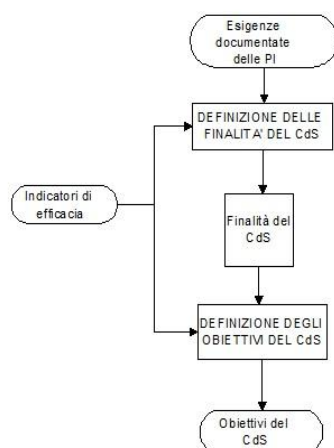 Esigenze
documentate
delle PI
DEFINIZIONE DELLE
FINALITA' DEL CdS
Indicatori di
efficacia
Finalità del
CdS
DEFINIZIONE DEGLI
OBIETTIVI DEL CdS
Obiettivi del
CdS